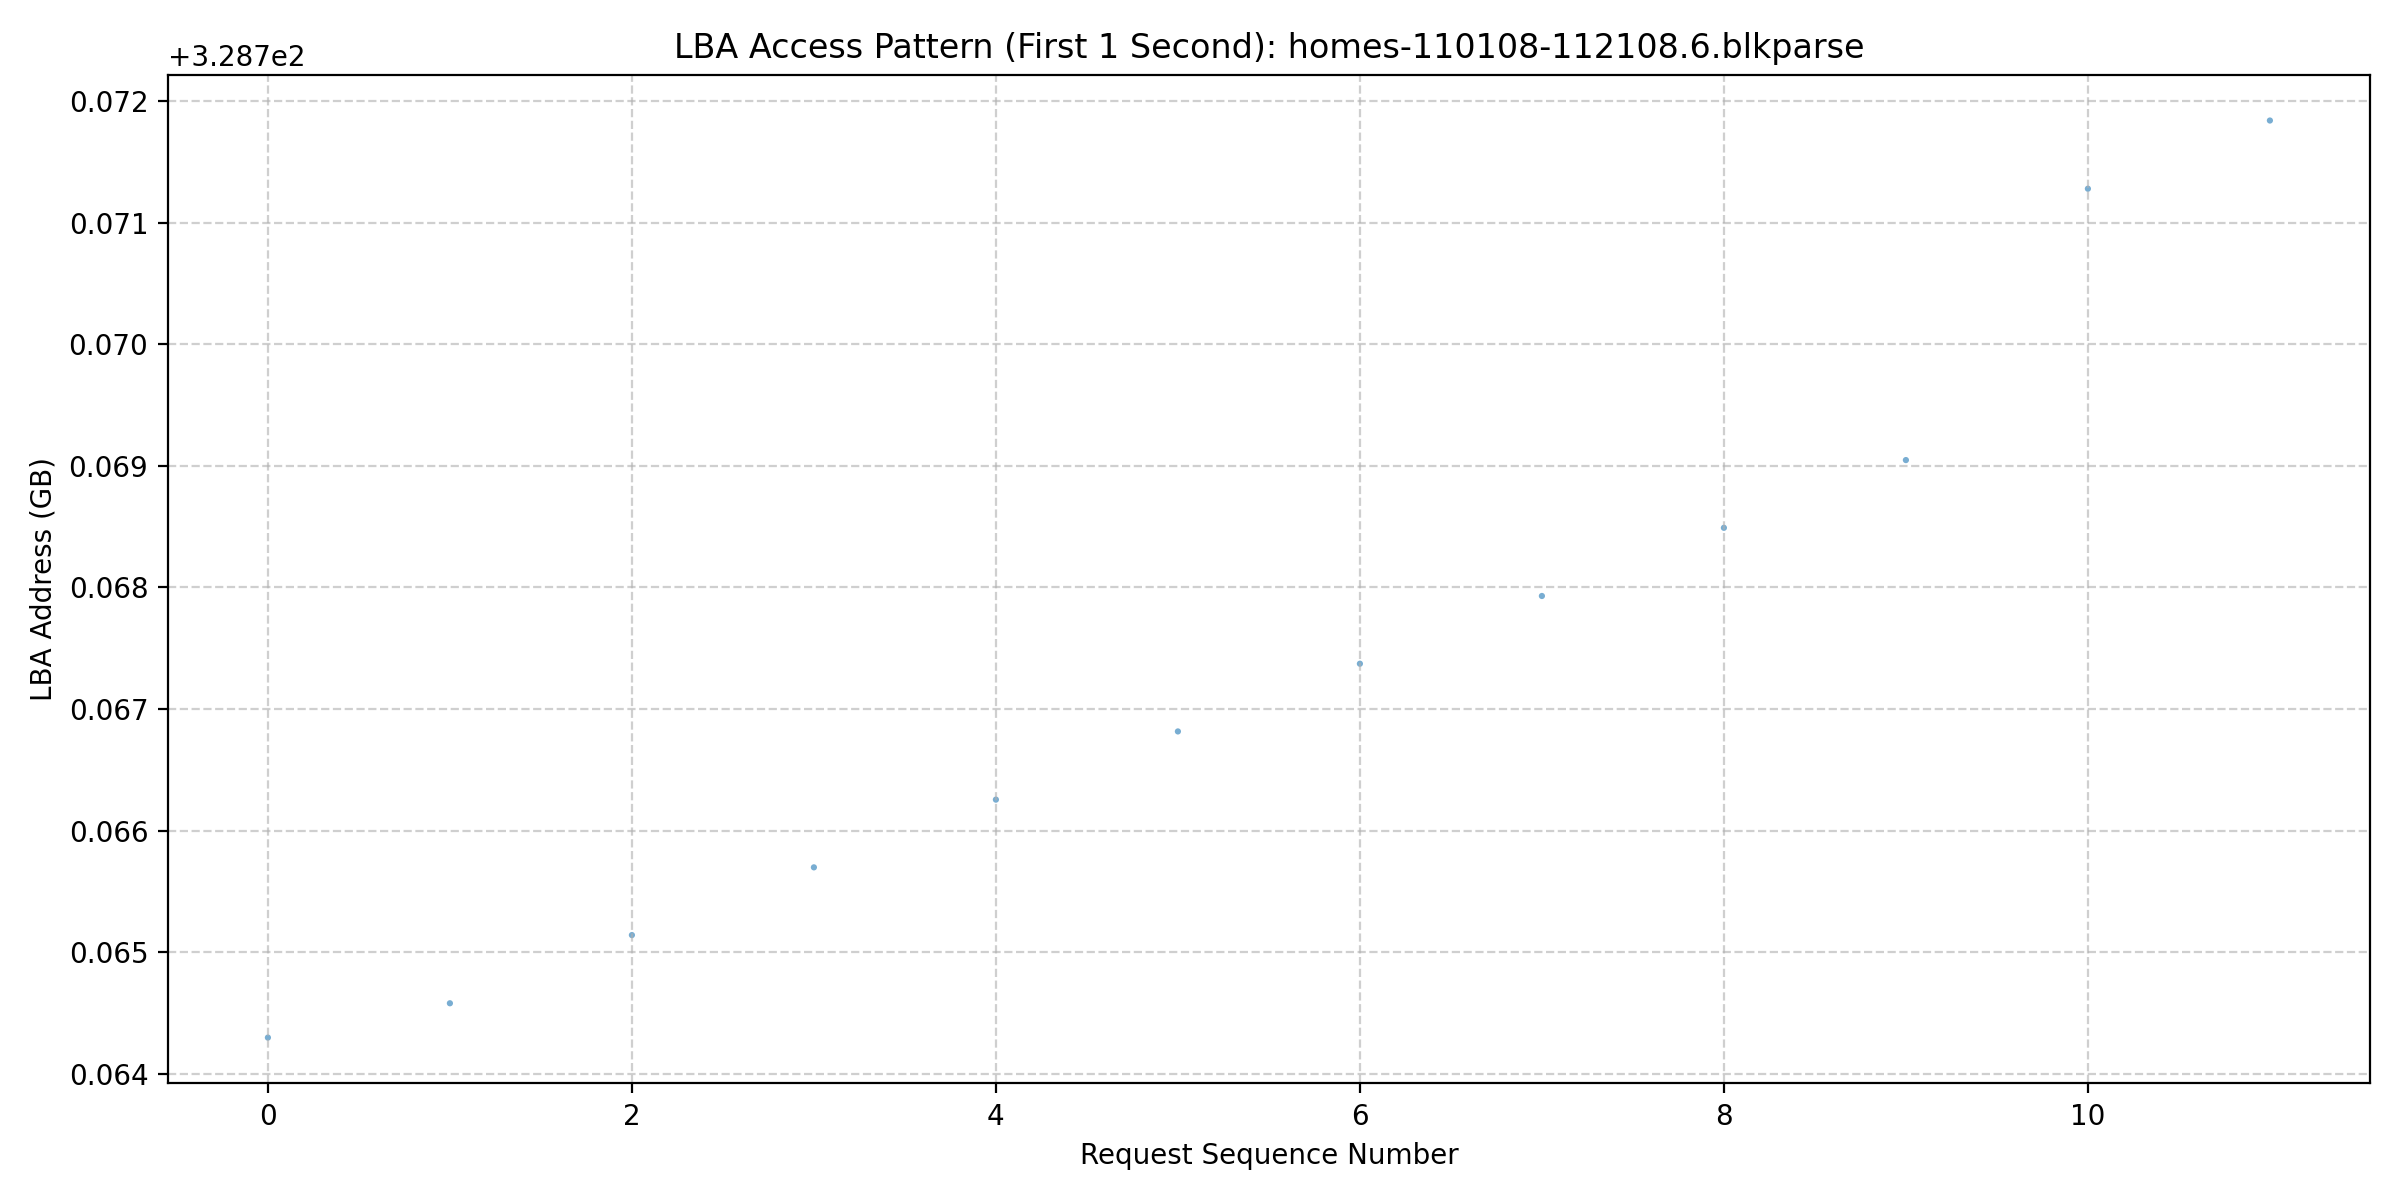 LBA Access Pattern (First 1 Second): homes-110108-112108.6.blkparse
+3.287e2
0.072
0.071
0.070
0.069
0.068
0.067
0.066
0.065
0.064
LBA Address (GB)
0 2 4 6 8 10
Request Sequence Number